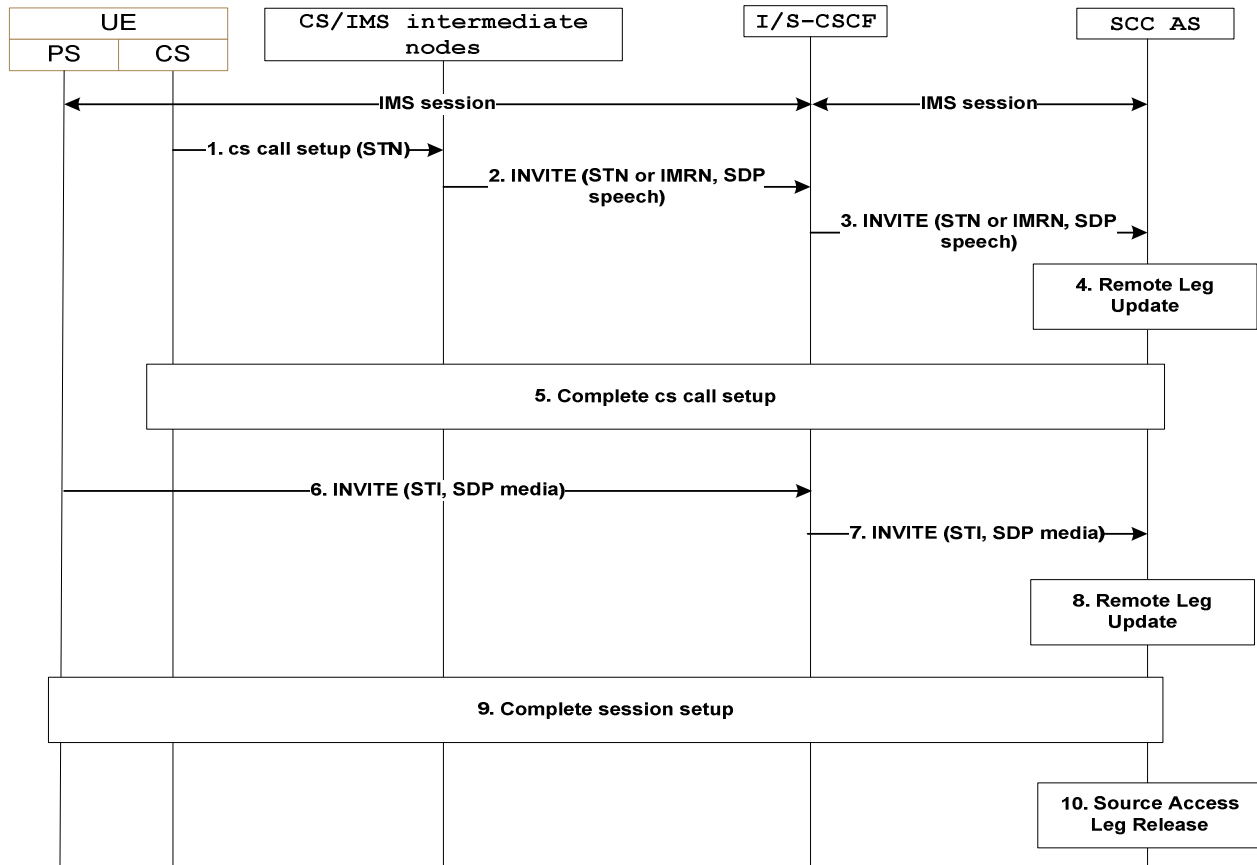 UE
PS
CS
CS/IMS intermediate
nodes
I/S-CSCF
SCC AS
IMS session
IMS session
1. cs call setup (STN)
2. INVITE (STN or IMRN, SDP
speech)
3. INVITE (STN or IMRN, SDP
speech)
4. Remote Leg
Update
5. Complete cs call setup
6. INVITE (STI, SDP media)
7. INVITE (STI, SDP media)
8. Remote Leg
Update
9. Complete session setup
10. Source Access
Leg Release